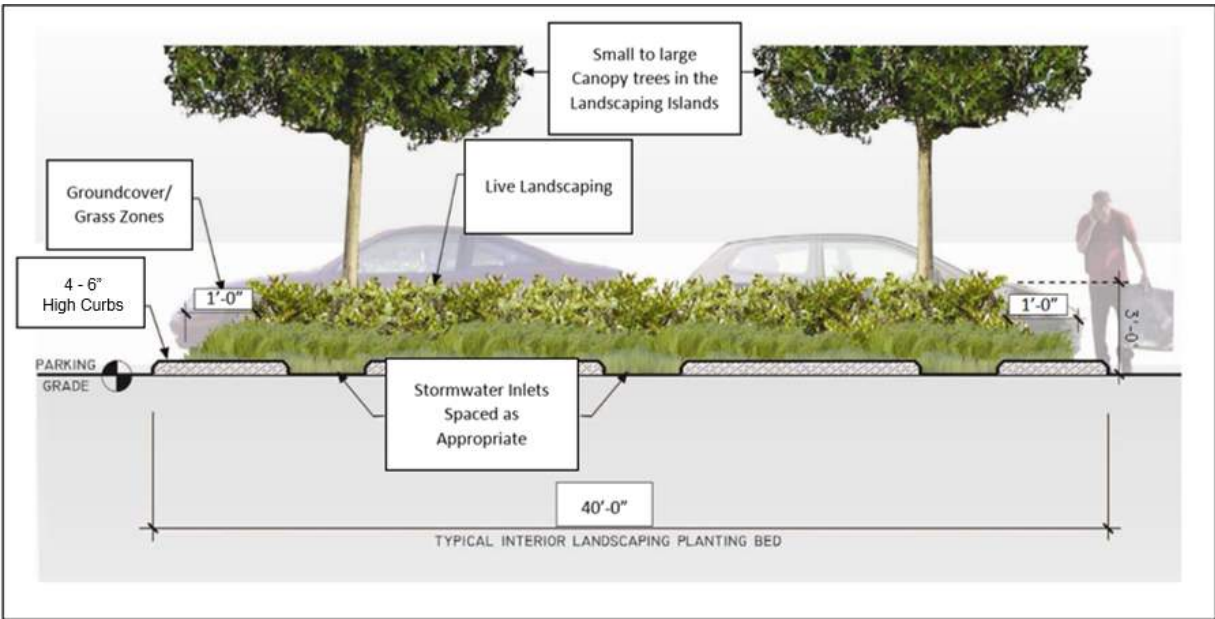 Small to large
Canopy trees in the
Landscaping Islands
Groundcover/
Grass Zones
Live Landscaping
4 - 6"
High Curbs
1'-0"
1'-0"
3'-0"
PARKING
GRADE
Stormwater Inlets
Spaced as
Appropriate
40'-0"
TYPICAL INTERIOR LANDSCAPING PLANTING BED